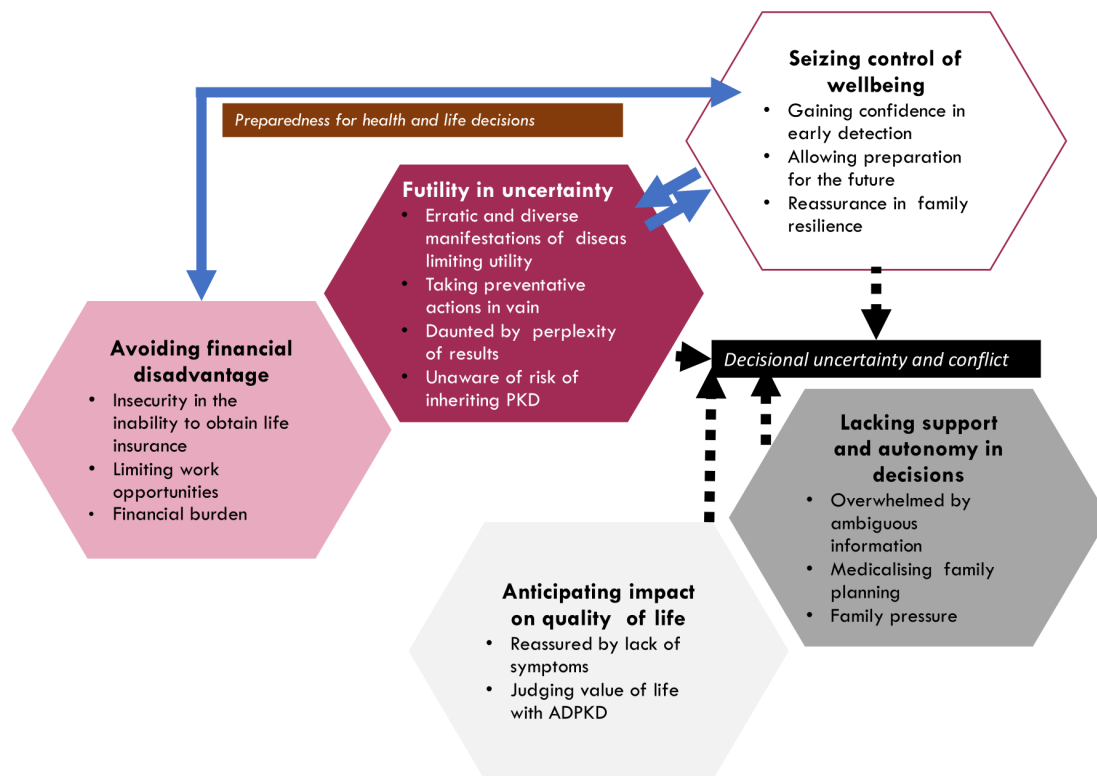 Seizing control of
wellbeing
• Gaining confidence in
early detection
• Allowing preparation
for the future
• Reassurance in family
resilience
Preparedness for health and life decisions
Futility in uncertainty
• Erratic and diverse
manifestations of diseas
limiting utility
• Taking preventative
actions in vain
• Daunted by perplexity
of results
• Unaware of risk of
inheriting PKD
Avoiding financial
disadvantage
• Insecurity in the
inability to obtain life
insurance
• Limiting work
opportunities
• Financial burden
Decisional uncertainty and conflict
Lacking support
and autonomy in
decisions
• Overwhelmed by
ambiguous
information
• Medicalising family
planning
• Family pressure
Anticipating impact
on quality of life
• Reassured by lack of
symptoms
• Judging value of life
with ADPKD